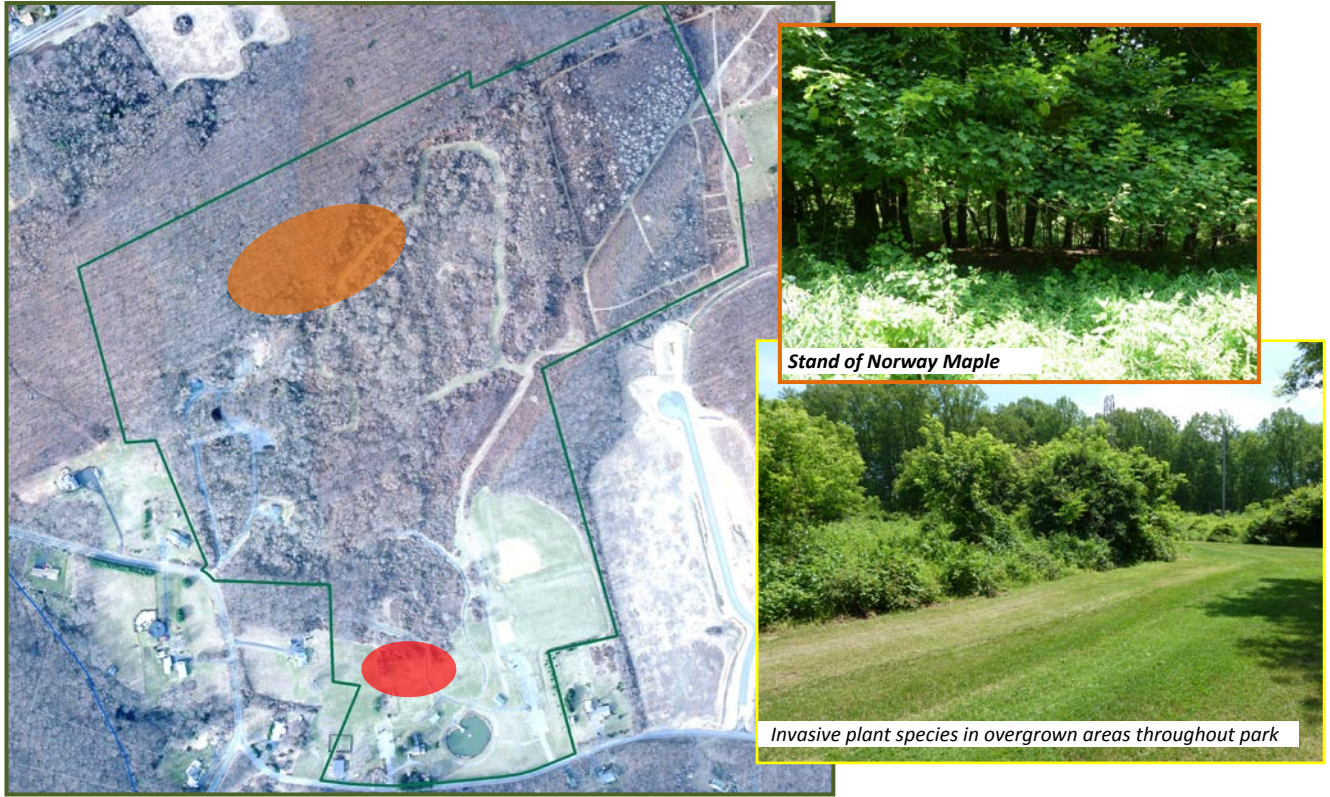 Stand of Norway Maple
Invasive plant species in overgrown areas throughout park